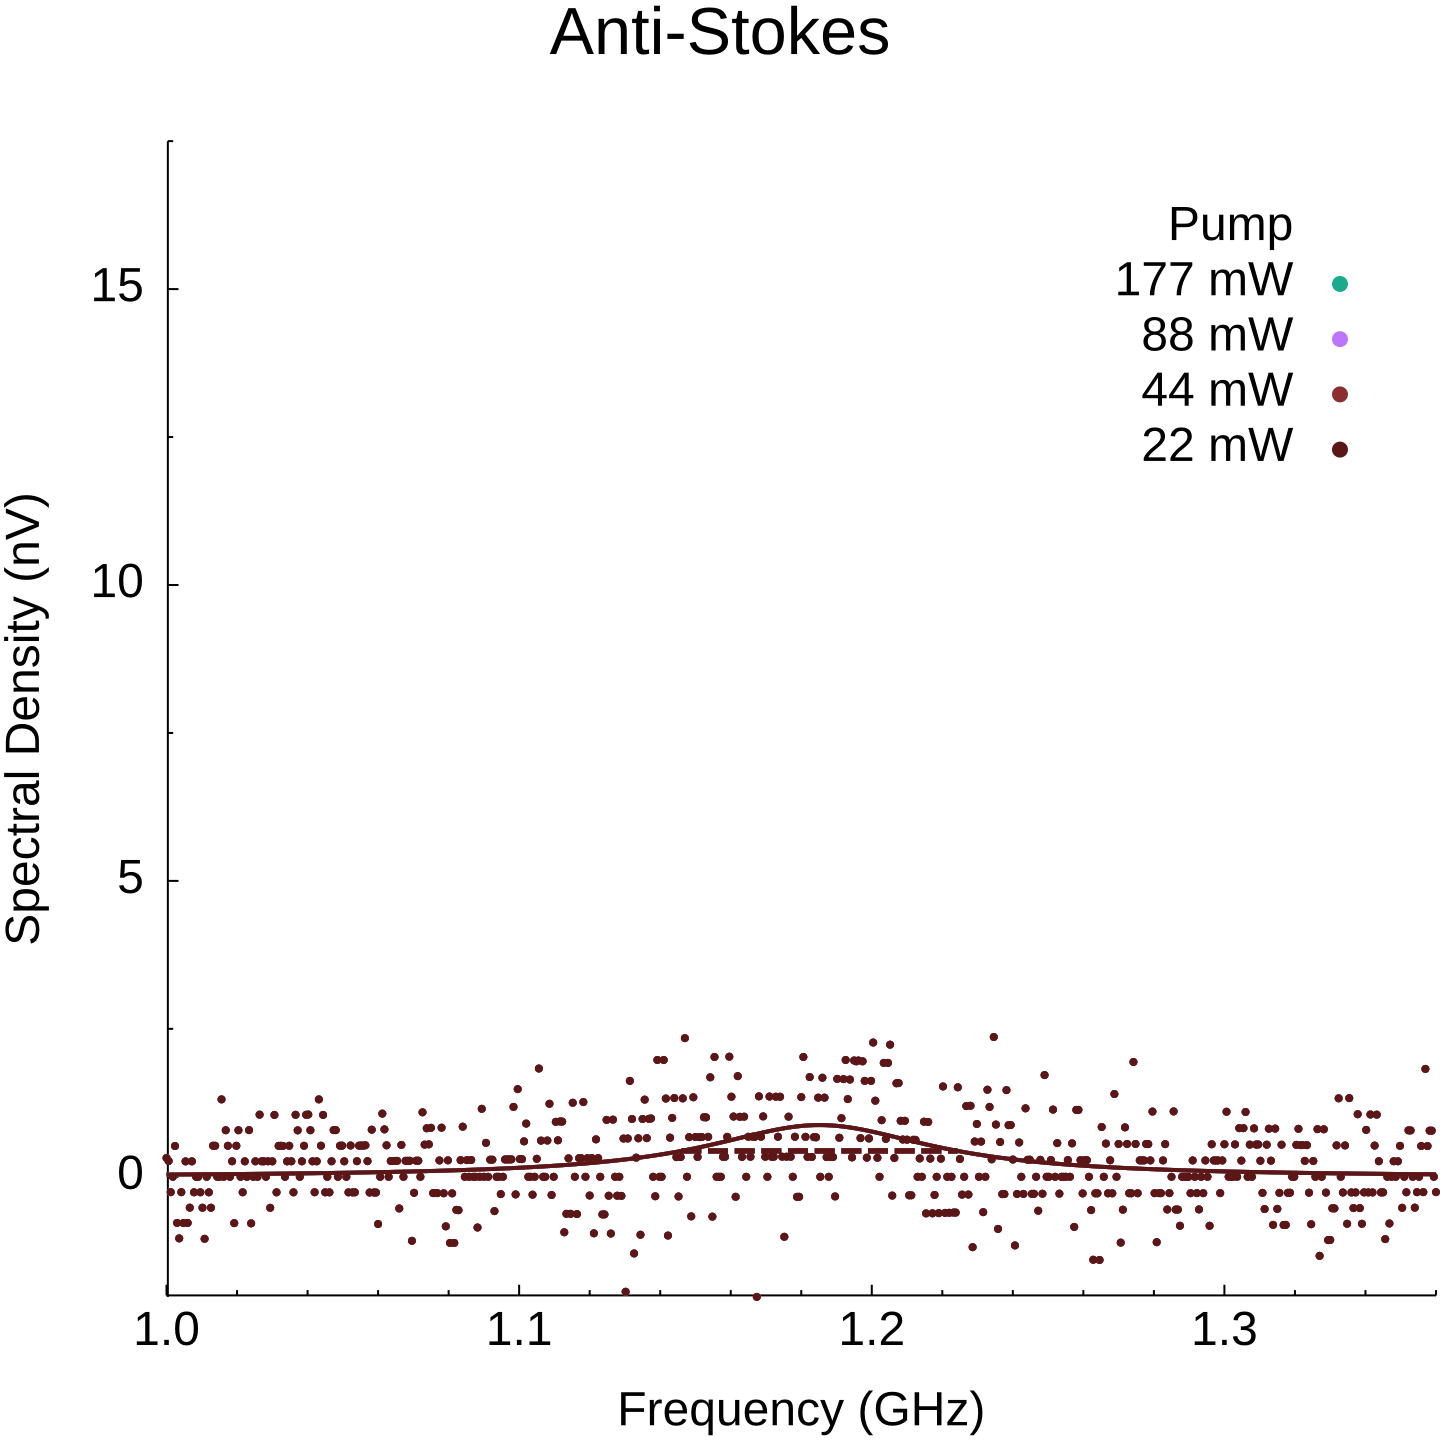 Anti-Stokes
Pump
177 mW
88 mW
44 mW
22 mW
15
10
5
0
Spectral Density (nV)
1.0 1.1 1.2 1.3
Frequency (GHz)